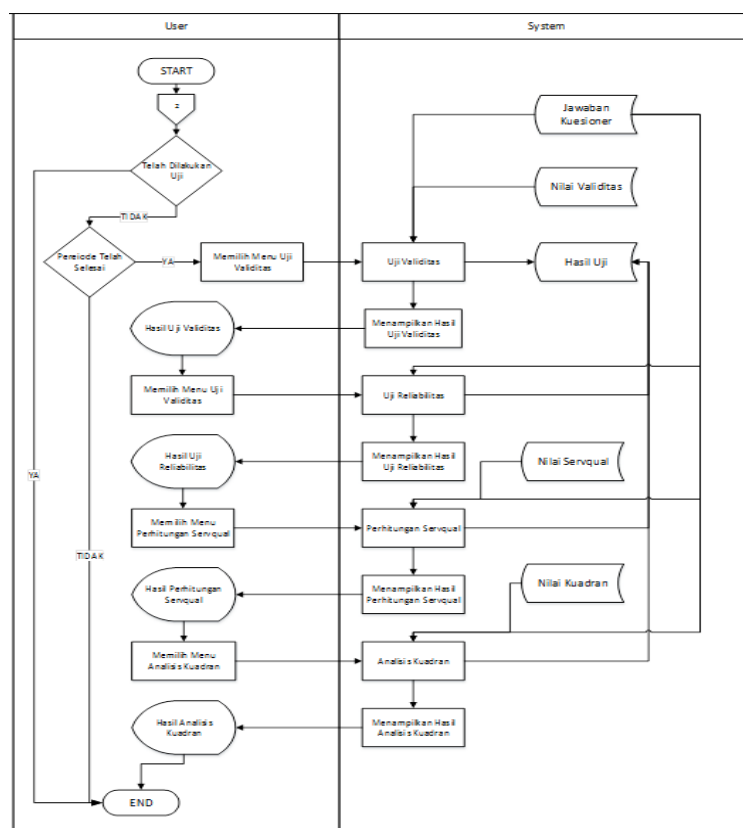 User
System
START
2
Jawaban
Kuesioner
Telah Dilakukan
Uji
Nilai Validitas
TIDAK
Pereiode Telah
Selesai
YA
Memilih Menu Uji
Validitas
Uji Validitas
Hasil Uji
Hasil Uji Validitas
Menampilkan Hasil
Uji Validitas
Memilih Menu Uji
Validitas
Uji Reliabilitas
Hasil Uji
Reliabilitas
Menampilkan Hasil
Uji Reliabilitas
Nilai Servqual
YA
Memilih Menu
Perhitungan Servqual
Perhitungan Servqual
TIDAK
Hasil Perhitungan
Servqual
Menampilkan Hasil
Perhitungan Servqual
Nilai Kuadran
Memilih Menu
Analisis Kuadran
Analisis Kuadran
Hasil Analisis
Kuadran
Menampilkan Hasil
Analisis Kuadran
END